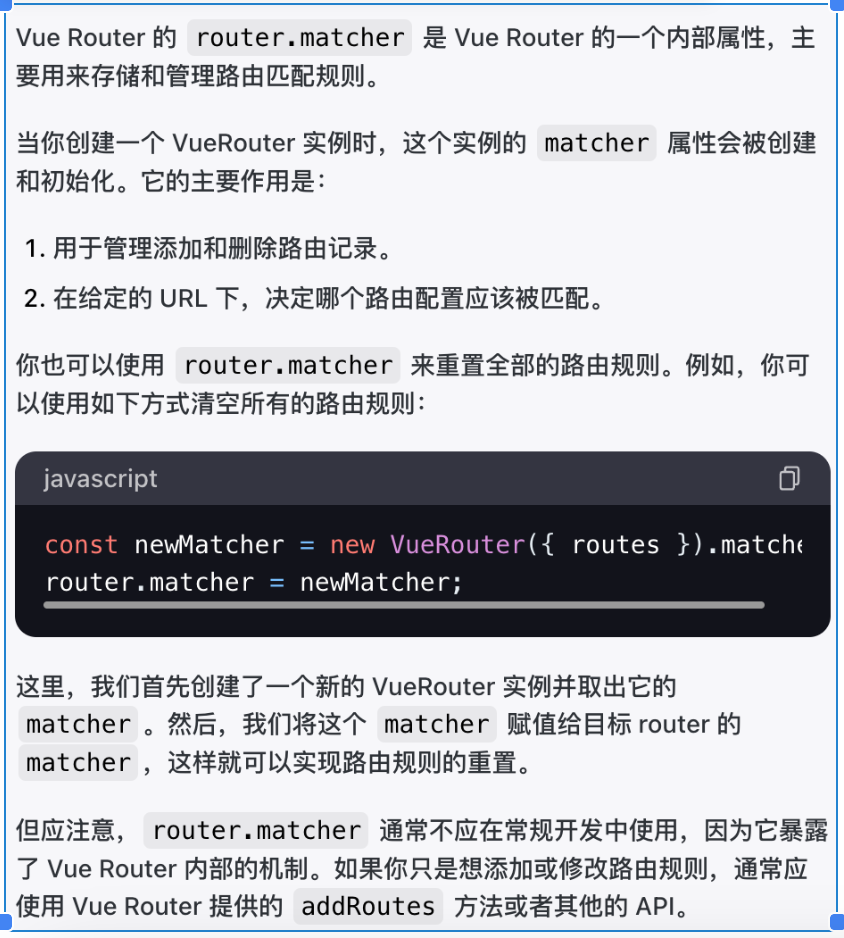 Vue Router 的 router.matcher 是 Vue Router 的一个内部属性，主
要用来存储和管理路由匹配规则。
当你创建一个 VueRouter 实例时，这个实例的 matcher 属性会被创建
和初始化。它的主要作用是：
1. 用于管理添加和删除路由记录。
2. 在给定的 URL 下，决定哪个路由配置应该被匹配。
你也可以使用 router.matcher 来重置全部的路由规则。例如，你可
以使用如下方式清空所有的路由规则：
javascript
const newMatcher = new VueRouter({ routes }).matche
router.matcher = newMatcher;
这里，我们首先创建了一个新的 VueRouter 实例并取出它的
matcher 。然后，我们将这个 matcher 赋值给目标 router 的
matcher ，这样就可以实现路由规则的重置。
但应注意， router.matcher 通常不应在常规开发中使用，因为它暴露
了 Vue Router 内部的机制。如果你只是想添加或修改路由规则，通常应
使用 Vue Router 提供的 addRoutes 方法或者其他的 API。